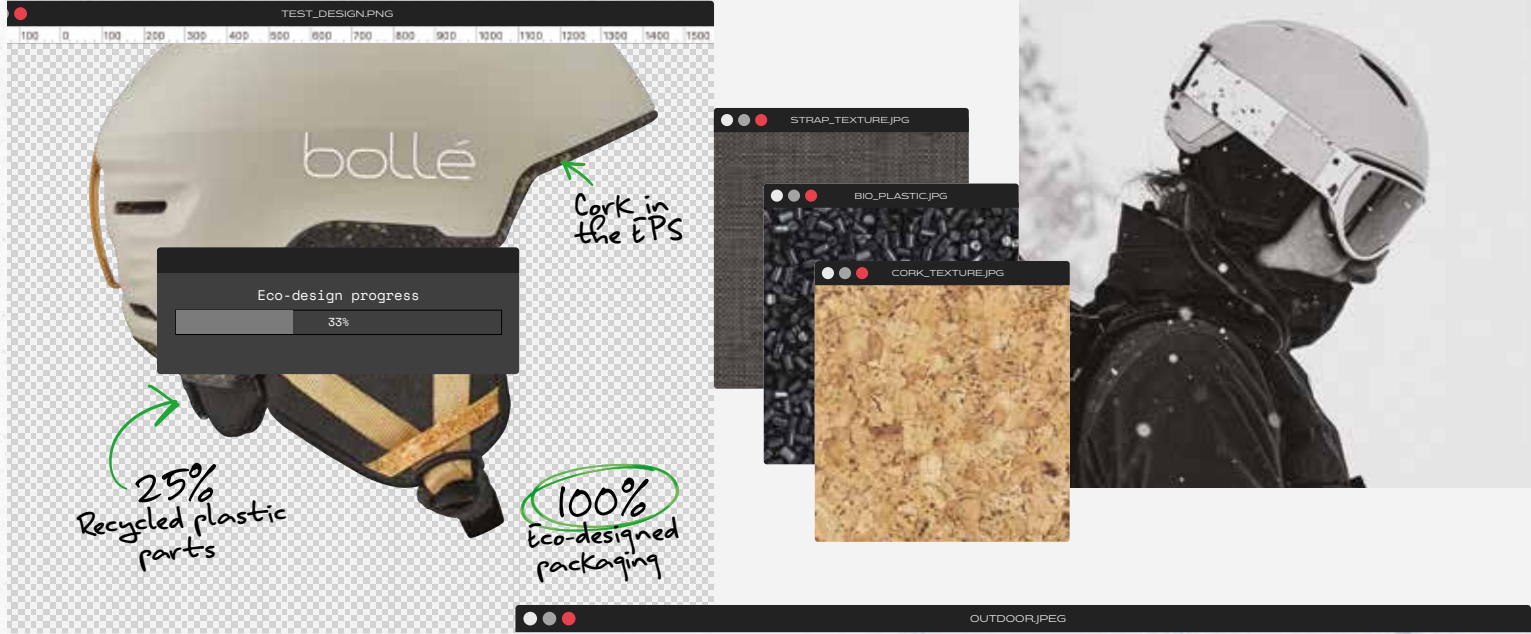 TEST_DESIGN.PNG
100 0 100 200 300 400 500 600 700 800 900 1000 1100 1200 1300 1400 1500
bollé
Cork in
the EPS
Eco-design progress
33%
25%
Recycled plastic
parts
100%
Eco-designed
packaging
STRAP_TEXTURE.JPG
BIO_PLASTIC.JPG
CORK_TEXTURE.JPG
OUTDOOR.JPEG